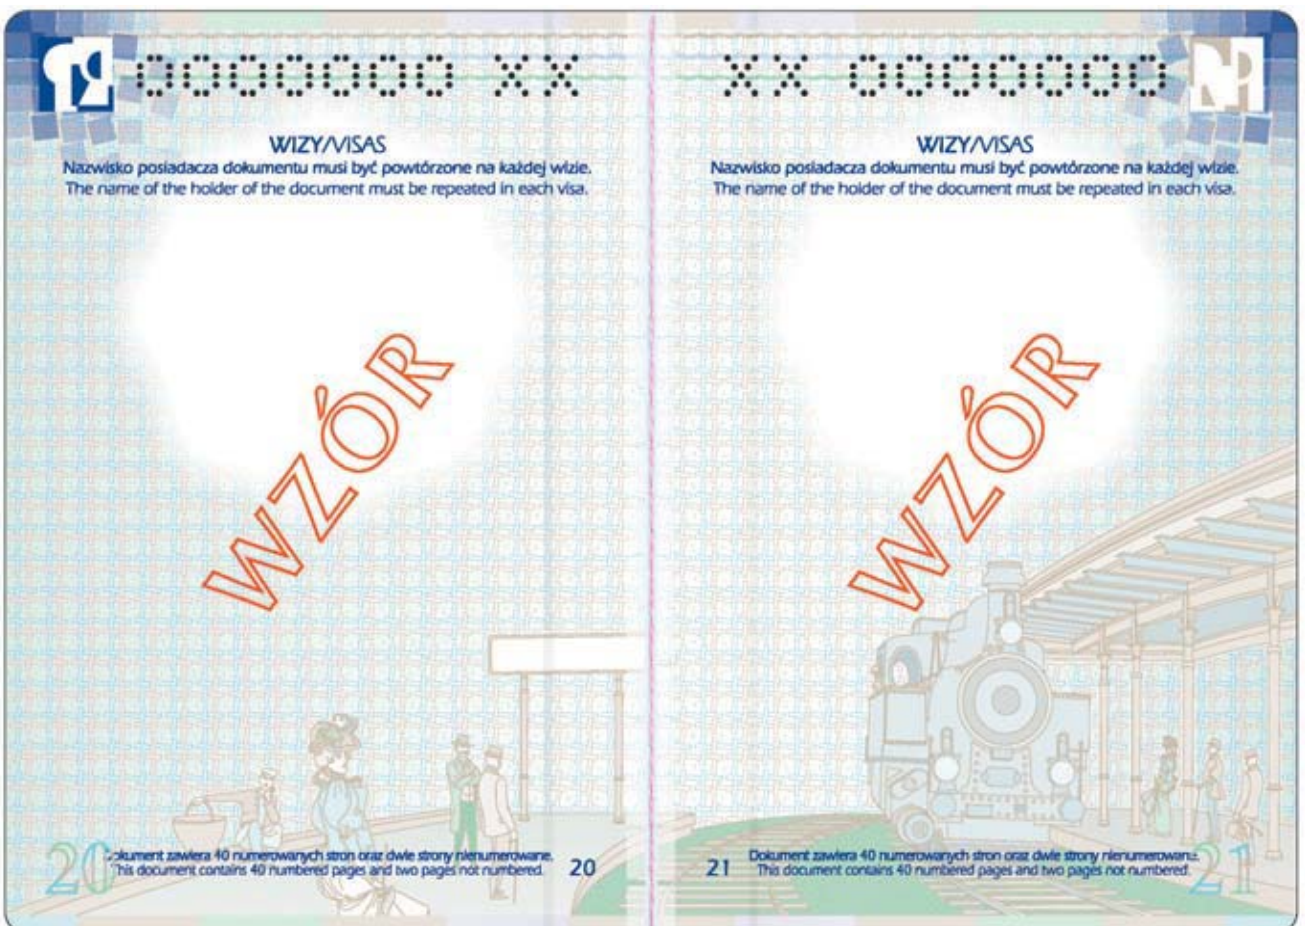 0000000 XX
WIZY/VISAS
Nazwisko posiadacza dokumentu musi być powtórzone na każdej wizie.
The name of the holder of the document must be repeated in each visa.
WZÓR
20
Dokument zawiera 40 numerowanych stron oraz dwie strony nienumerowane.
This document contains 40 numbered pages and two pages not numbered.
20
XX 0000000
WIZY/VISAS
Nazwisko posiadacza dokumentu musi być powtórzone na każdej wizie.
The name of the holder of the document must be repeated in each visa.
WZÓR
21
Dokument zawiera 40 numerowanych stron oraz dwie strony nienumerowane.
This document contains 40 numbered pages and two pages not numbered.
21